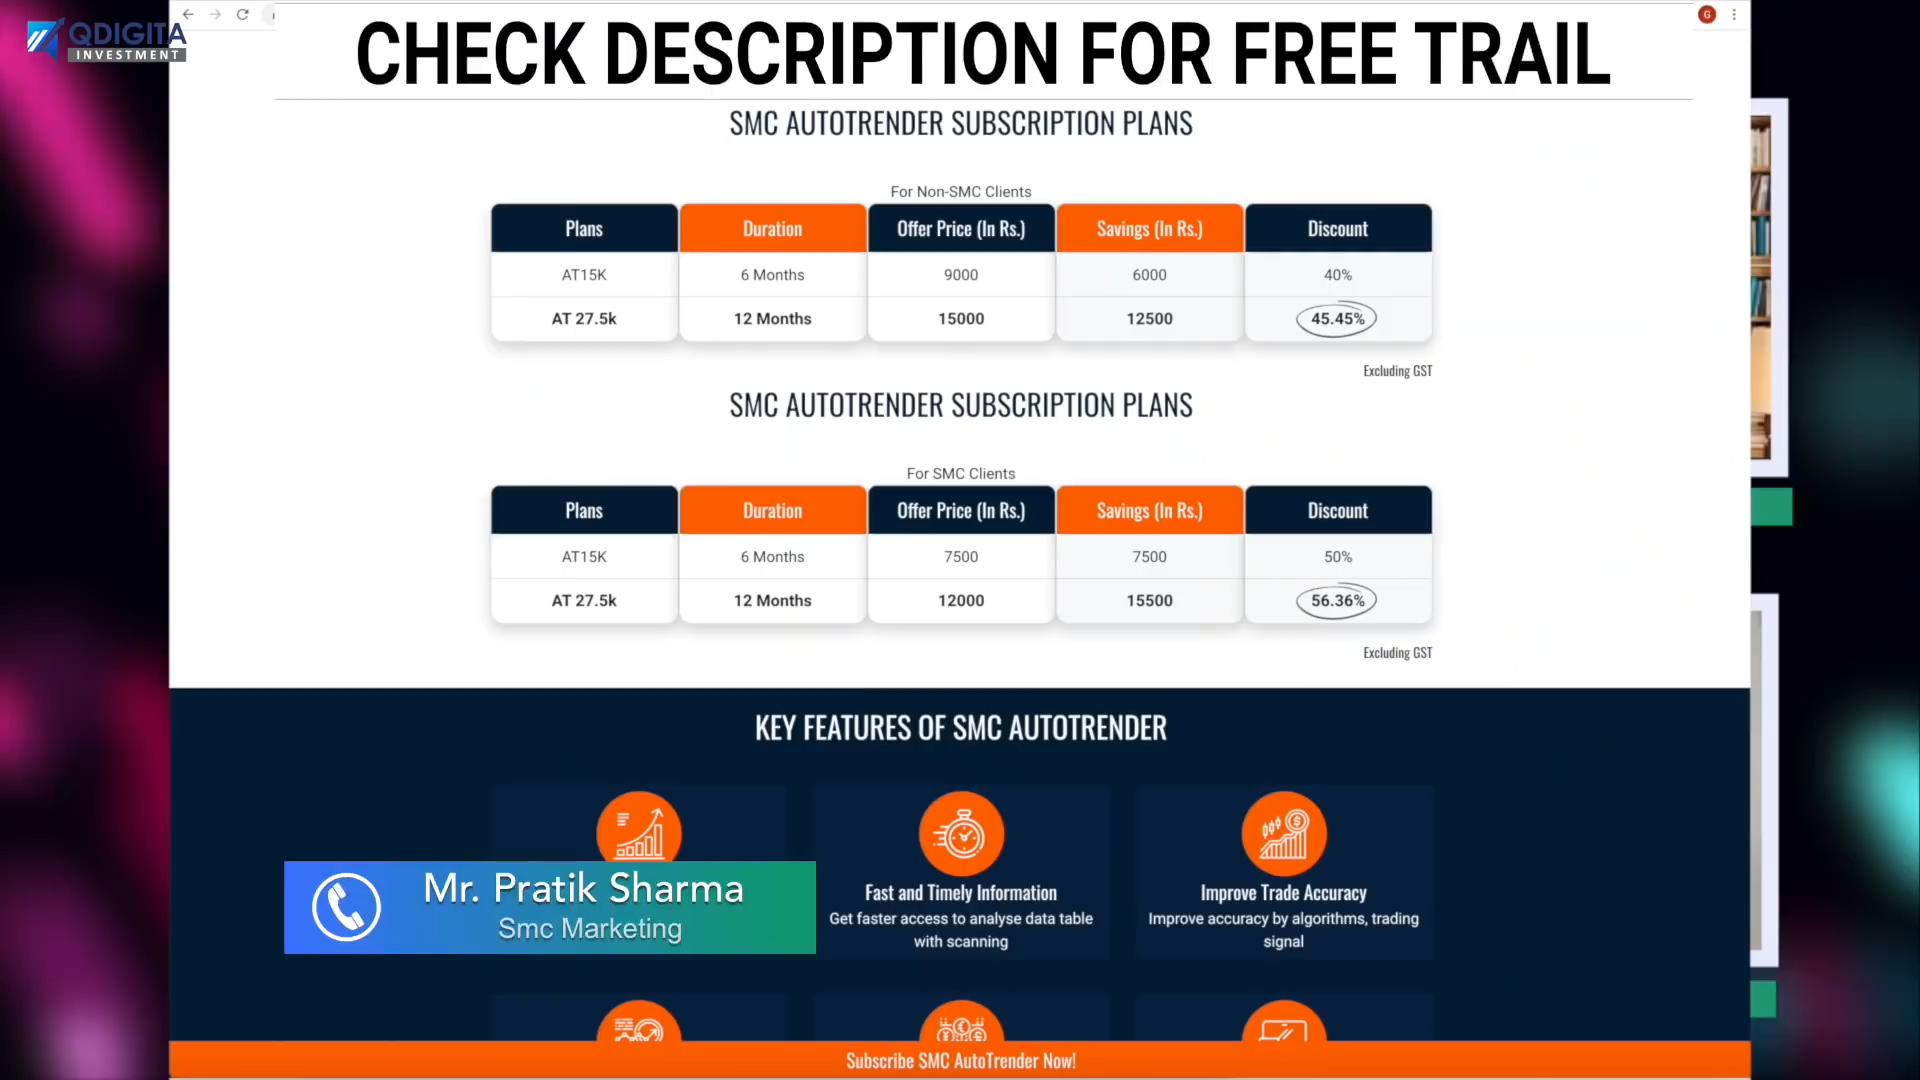 QDIGITA
INVESTMENT
CHECK DESCRIPTION FOR FREE TRAIL
G
SMC AUTOTRENDER SUBSCRIPTION PLANS
For Non-SMC Clients
Plans Duration Offer Price (In Rs.) Savings (In Rs.) Discount
AT15K 6 Months 9000 6000 40%
AT 27.5k 12 Months 15000 12500 45.45%
Excluding GST
SMC AUTOTRENDER SUBSCRIPTION PLANS
For SMC Clients
Plans Duration Offer Price (In Rs.) Savings (In Rs.) Discount
AT15K 6 Months 7500 7500 50%
AT 27.5k 12 Months 12000 15500 56.36%
Excluding GST
KEY FEATURES OF SMC AUTOTRENDER
Mr. Pratik Sharma
Smc Marketing
Fast and Timely Information
Get faster access to analyse data table
with scanning
Improve Trade Accuracy
Improve accuracy by algorithms, trading
signal
Subscribe SMC AutoTrender Now!